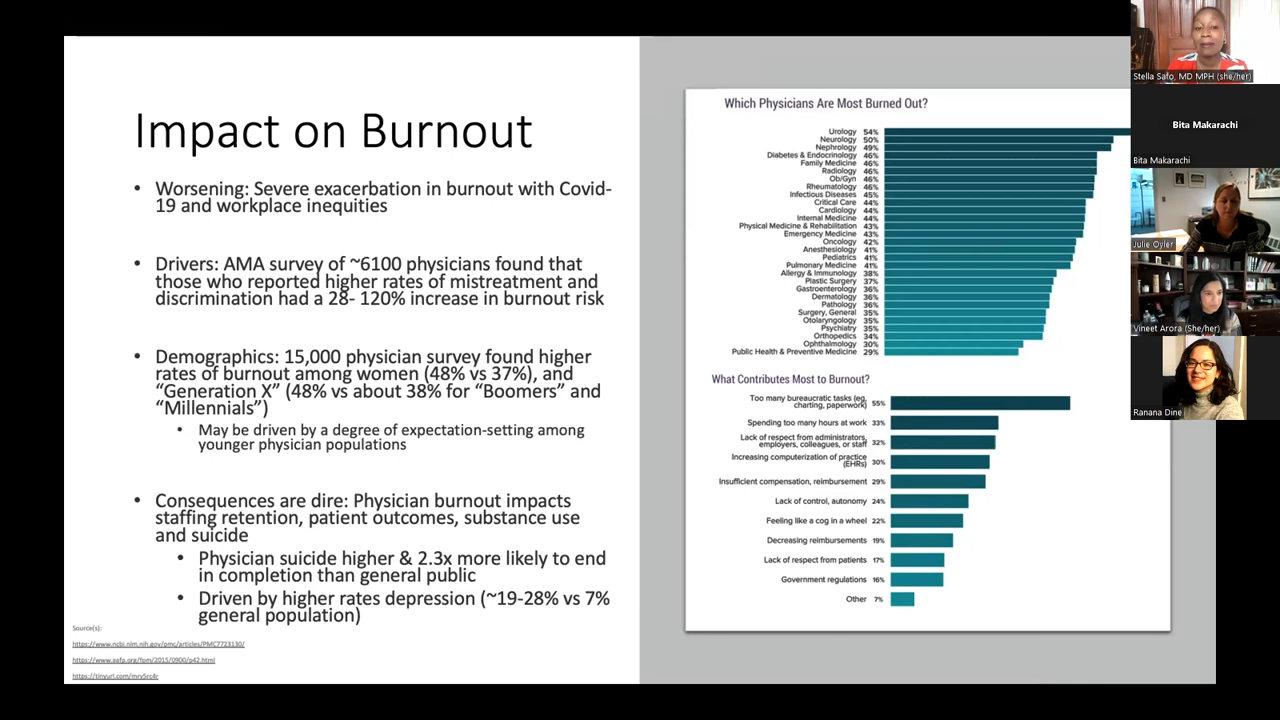 Impact on Burnout
• Worsening: Severe exacerbation in burnout with Covid-
19 and workplace inequities
• Drivers: AMA survey of ~6100 physicians found that
those who reported higher rates of mistreatment and
discrimination had a 28- 120% increase in burnout risk
• Demographics: 15,000 physician survey found higher
rates of burnout among women (48% vs 37%), and
“Generation X” (48% vs about 38% for “Boomers” and
“Millennials”)
• May be driven by a degree of expectation-setting among
younger physician populations
• Consequences are dire: Physician burnout impacts
staffing retention, patient outcomes, substance use
and suicide
• Physician suicide higher & 2.3x more likely to end
in completion than general public
• Driven by higher rates depression (~19-28% vs 7%
general population)
Source(s):
https://www.ncbi.nlm.nih.gov/pmc/articles/PMC7723130/
https://www.aafp.org/fpm/2015/0900/p42.html
https://tinyurl.com/mry5rc4r
Which Physicians Are Most Burned Out?
Urology 54%
Neurology 50%
Nephrology 49%
Diabetes & Endocrinology 46%
Family Medicine 46%
Radiology 46%
Ob/Gyn 46%
Rheumatology 46%
Infectious Diseases 45%
Critical Care 44%
Cardiology 44%
Internal Medicine 44%
Physical Medicine & Rehabilitation 43%
Emergency Medicine 43%
Oncology 42%
Anesthesiology 41%
Pediatrics 41%
Pulmonary Medicine 41%
Allergy & Immunology 38%
Plastic Surgery 37%
Gastroenterology 36%
Dermatology 36%
Pathology 36%
Surgery, General 35%
Otolaryngology 35%
Psychiatry 35%
Orthopedics 34%
Ophthalmology 30%
Public Health & Preventive Medicine 29%
What Contributes Most to Burnout?
Too many bureaucratic tasks (eg,
charting, paperwork) 55%
Spending too many hours at work 33%
Lack of respect from administrators,
employers, colleagues, or staff 32%
Increasing computerization of practice
(EHRs) 30%
Insufficient compensation, reimbursement 29%
Lack of control, autonomy 24%
Feeling like a cog in a wheel 22%
Decreasing reimbursements 19%
Lack of respect from patients 17%
Government regulations 16%
Other 7%
Stella Safo, MD MPH (she/her)
Bita Makarachi
Bita Makarachi
Julie Oyler
Vineet Arora (She/her)
Ranana Dine